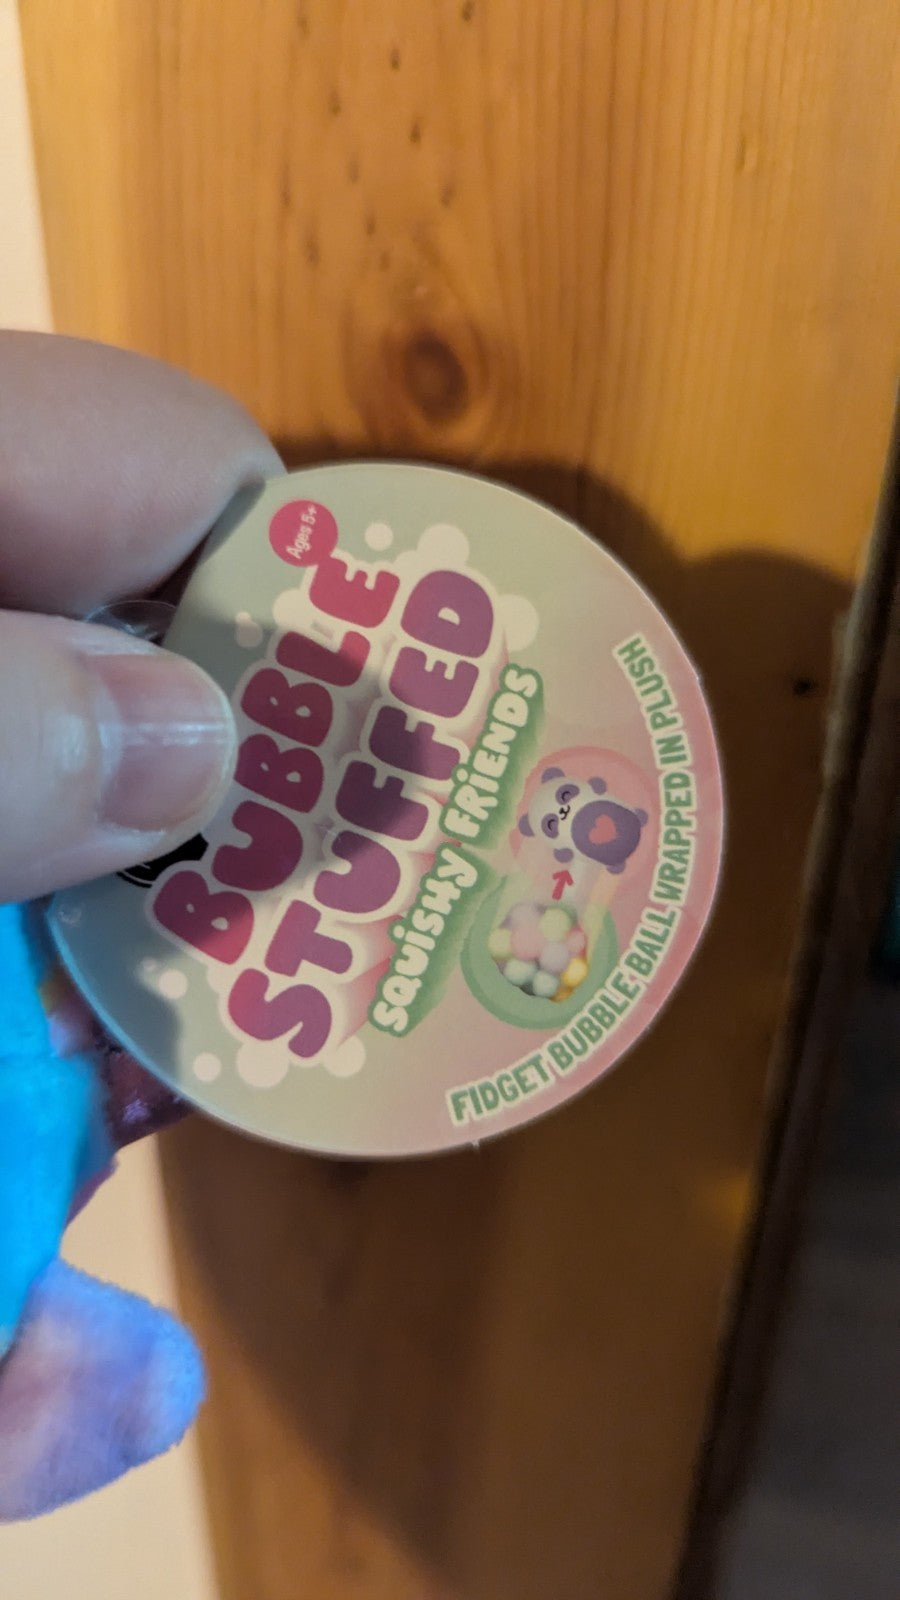 Ages 5+
BUBBLE
STUFFED
SQUiSHY FRiENDS
FIDGET BUBBLE BALL WRAPPED IN PLUSH